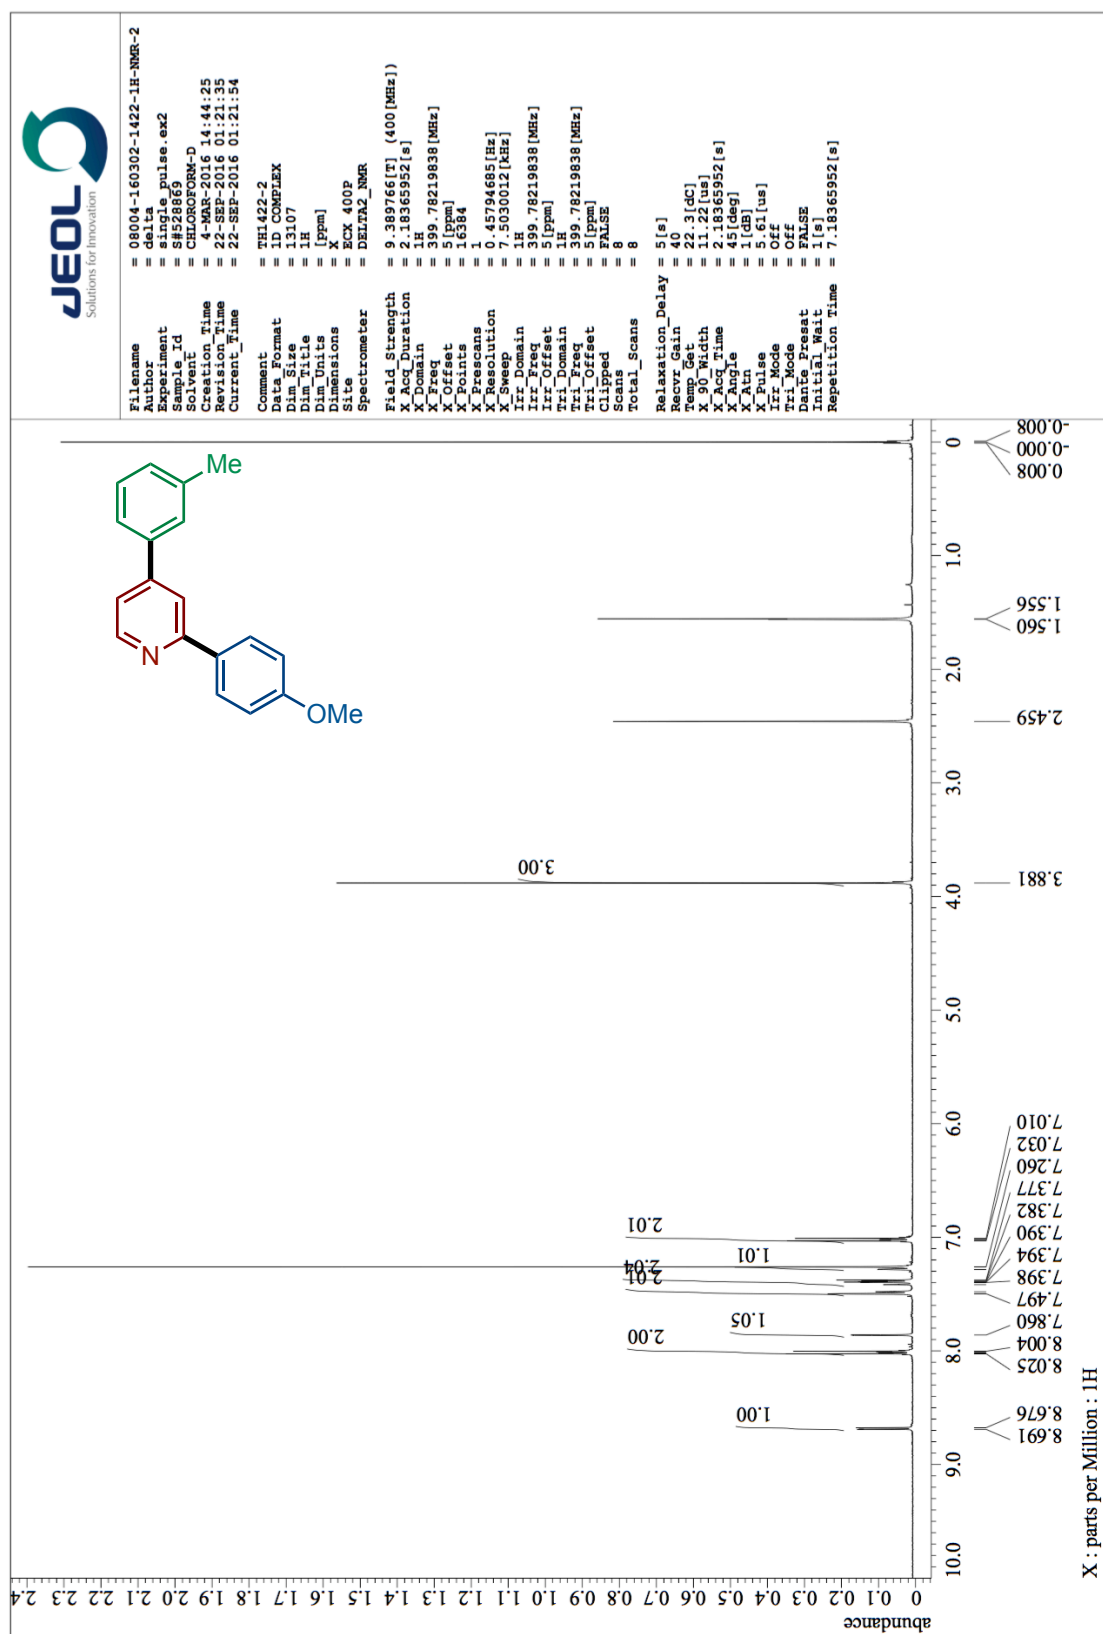 JEOL
Solutions for Innovation
Filename = 08004-160302-1422-1H-NMR-2
Author = delta
Experiment = single_pulse.ex2
Sample_Id = S#528869
Solvent = CHLOROFORM-D
Creation_Time = 4-MAR-2016 14:44:25
Revision_Time = 22-SEP-2016 01:21:35
Current_Time = 22-SEP-2016 01:21:54
Comment = TH1422-2
Data_Format = 1D COMPLEX
Dim_Size = 13107
Dim_Title = 1H
Dim_Units = [ppm]
Dimensions = X
Site = ECX 400P
Spectrometer = DELTA2_NMR
Field_Strength = 9.389766[T] (400[MHz])
X_Acq_Duration = 2.18365952[s]
X_Domain = 1H
X_Freq = 399.78219838[MHz]
X_Offset = 5[ppm]
X_Points = 16384
X_Prescans = 1
X_Resolution = 0.45794685[Hz]
X_Sweep = 7.5030012[kHz]
Irr_Domain = 1H
Irr_Freq = 399.78219838[MHz]
Irr_Offset = 5[ppm]
Tri_Domain = 1H
Tri_Freq = 399.78219838[MHz]
Tri_Offset = 5[ppm]
Clipped = FALSE
Scans = 8
Total_Scans = 8
Relaxation_Delay = 5[s]
Recvr_Gain = 40
Temp_Get = 22.3[dC]
X_90_Width = 11.22[us]
X_Acq_Time = 2.18365952[s]
X_Angle = 45[deg]
X_Atn = 1[dB]
X_Pulse = 5.61[us]
Irr_Mode = Off
Tri_Mode = Off
Dante_Presat = FALSE
Initial_Wait = 1[s]
Repetition_Time = 7.18365952[s]
Me
N
OMe
3.00
2.01
1.01
2.04
2.01
1.05
2.00
1.00
0
1.0
2.0
3.0
4.0
5.0
6.0
7.0
8.0
9.0
10.0
-0.008
-0.000
0.008
1.556
1.560
2.459
3.881
7.010
7.032
7.260
7.377
7.382
7.390
7.394
7.398
7.497
7.860
8.004
8.025
8.676
8.691
X : parts per Million : 1H
2.4 2.3 2.2 2.1 2.0 1.9 1.8 1.7 1.6 1.5 1.4 1.3 1.2 1.1 1.0 0.9 0.8 0.7 0.6 0.5 0.4 0.3 0.2 0.1 0
abundance